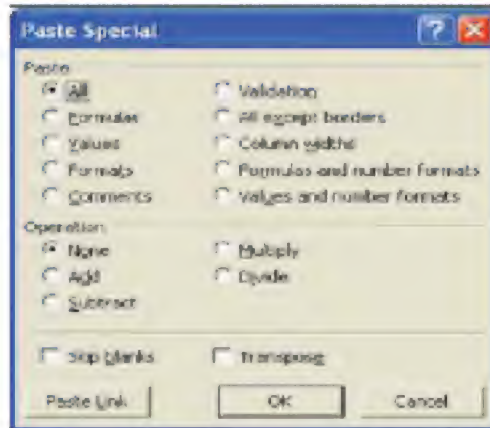 Paste Special
Paste
All
Validation
Formulas
All except borders
Values
Column widths
Formats
Formulas and number formats
Comments
Values and number formats
Operation
None
Multiply
Add
Divide
Subtract
Skip blanks
Transpose
Paste Link
OK
Cancel